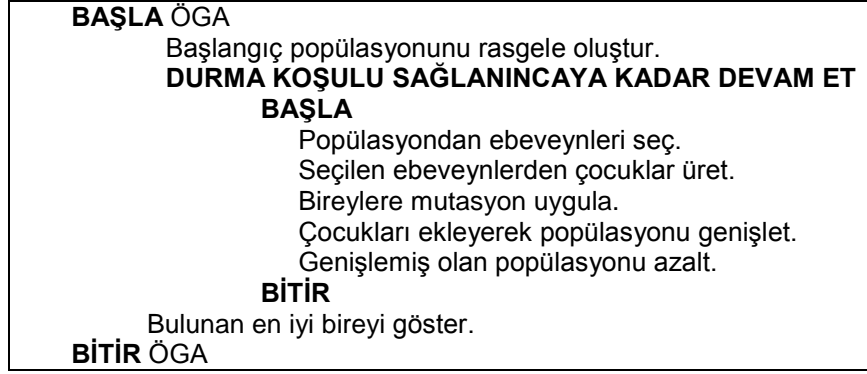 BAŞLA ÖGA
Başlangıç popülasyonunu rasgele oluştur.
DURMA KOŞULU SAĞLANINCAYA KADAR DEVAM ET
BAŞLA
Popülasyondan ebeveynleri seç.
Seçilen ebeveynlerden çocuklar üret.
Bireylere mutasyon uygula.
Çocukları ekleyerek popülasyonu genişlet.
Genişlemiş olan popülasyonu azalt.
BİTİR
Bulunan en iyi bireyi göster.
BİTİR ÖGA